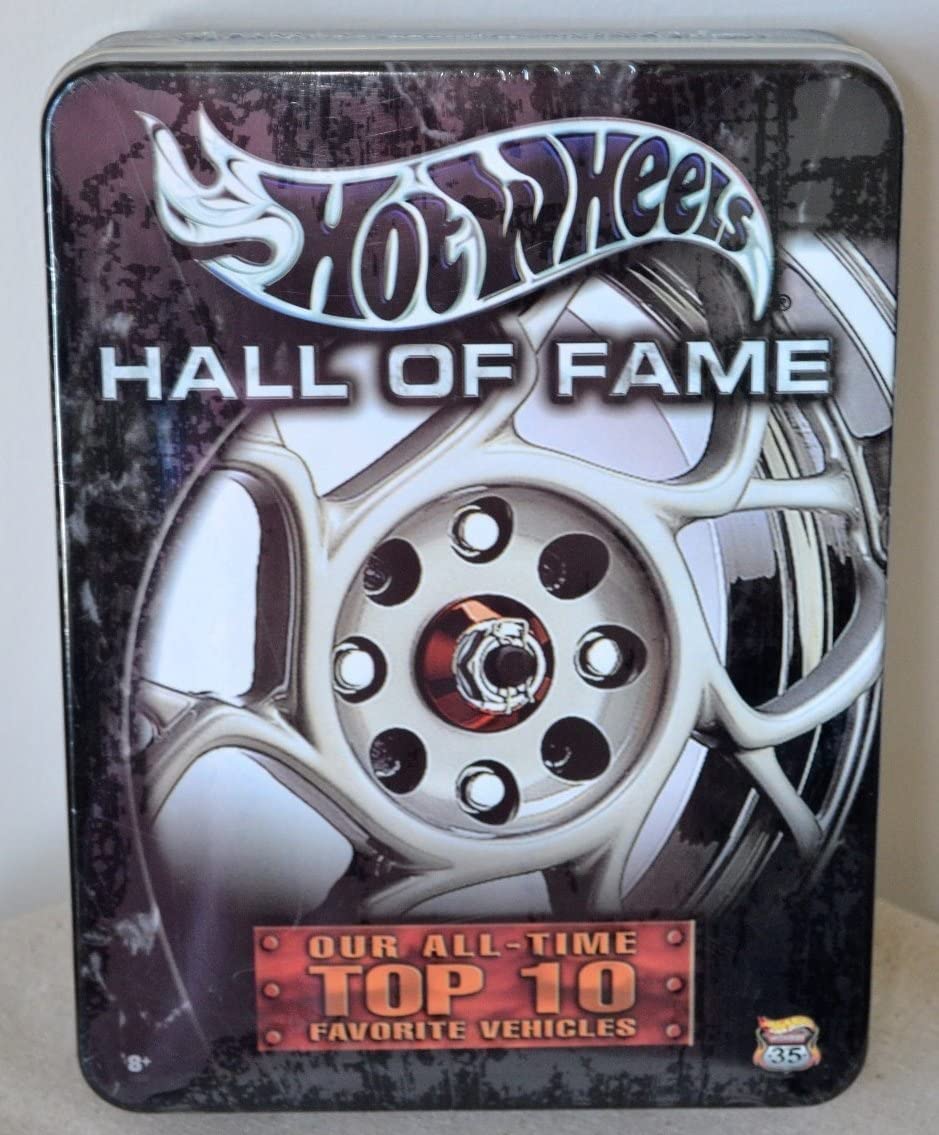 Hot Wheels
®
HALL OF FAME
OUR ALL-TIME
TOP 10
FAVORITE VEHICLES
8+
35